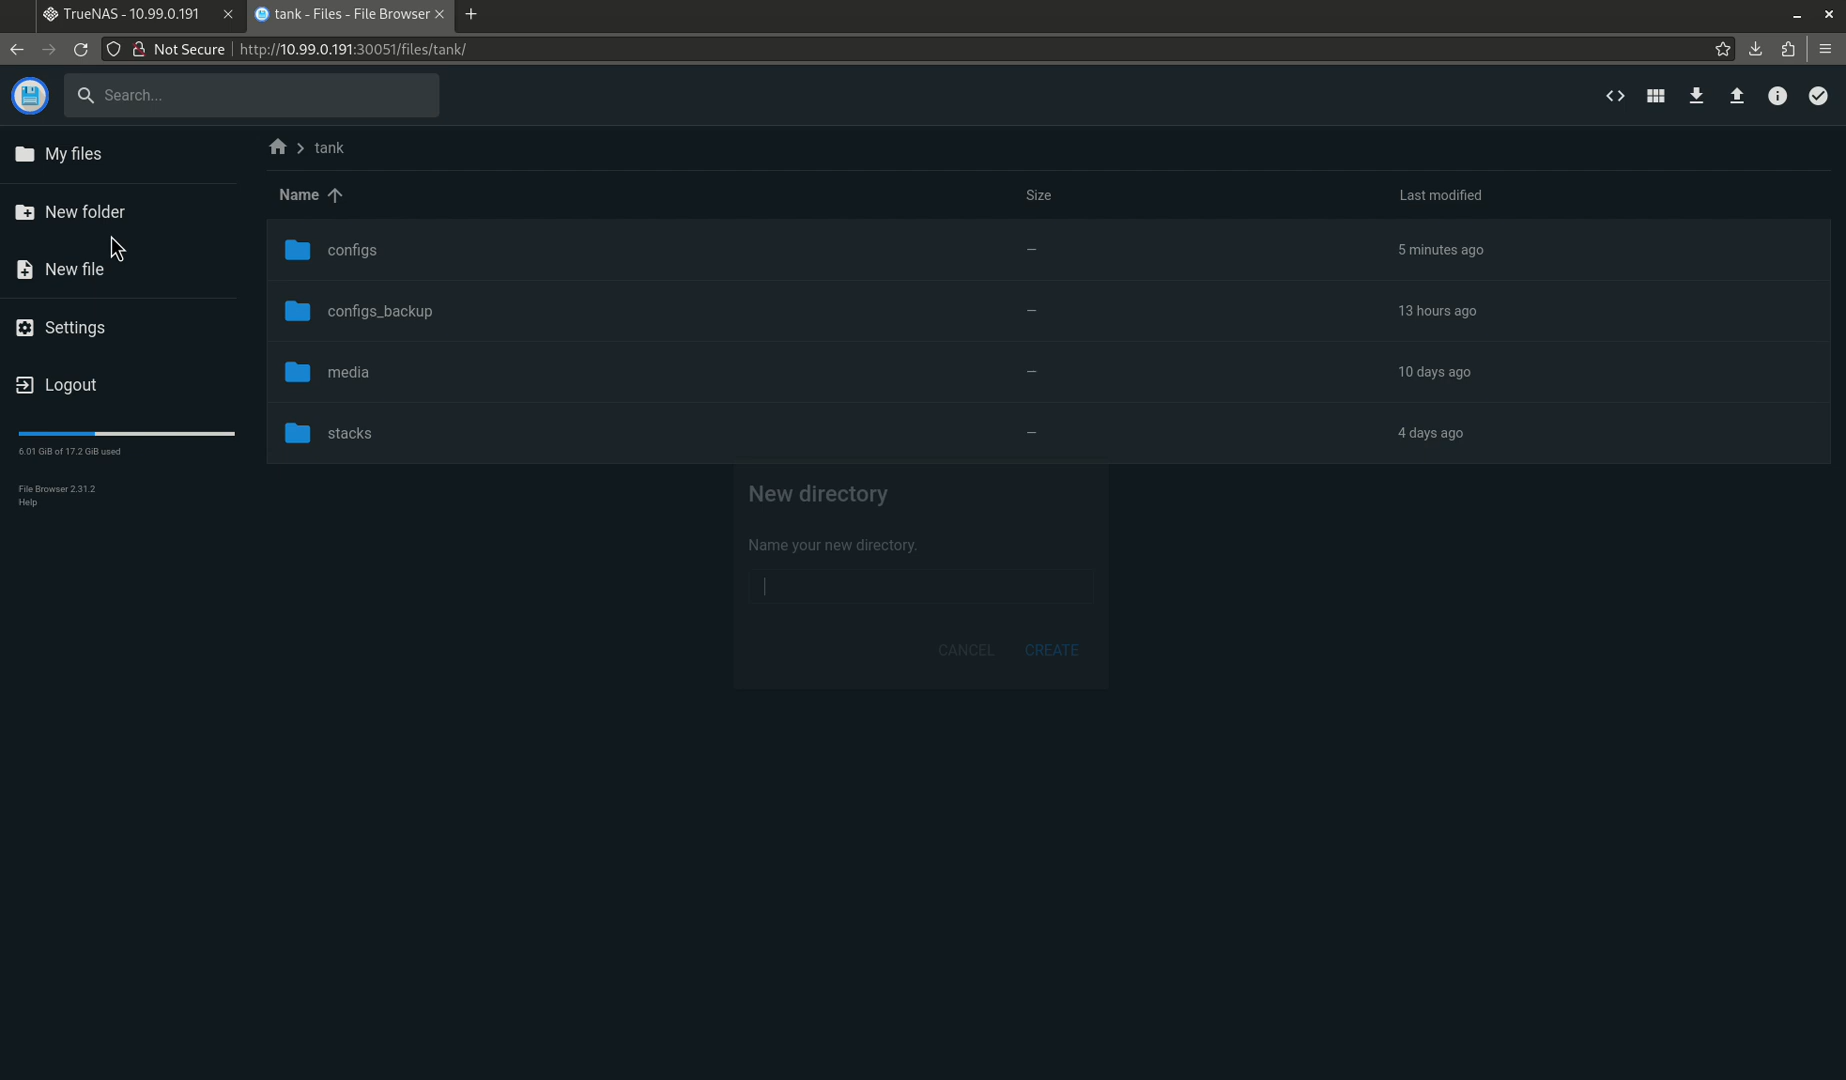 TrueNAS - 10.99.0.191
tank - Files - File Browser
Not Secure
http://10.99.0.191:30051/files/tank/
Search...
My files
tank
Name
Size
Last modified
New folder
configs
—
5 minutes ago
New file
configs_backup
—
13 hours ago
Settings
media
—
10 days ago
Logout
stacks
—
4 days ago
6.01 GiB of 17.2 GiB used
File Browser 2.31.2
Help
New directory
Name your new directory.
CANCEL
CREATE